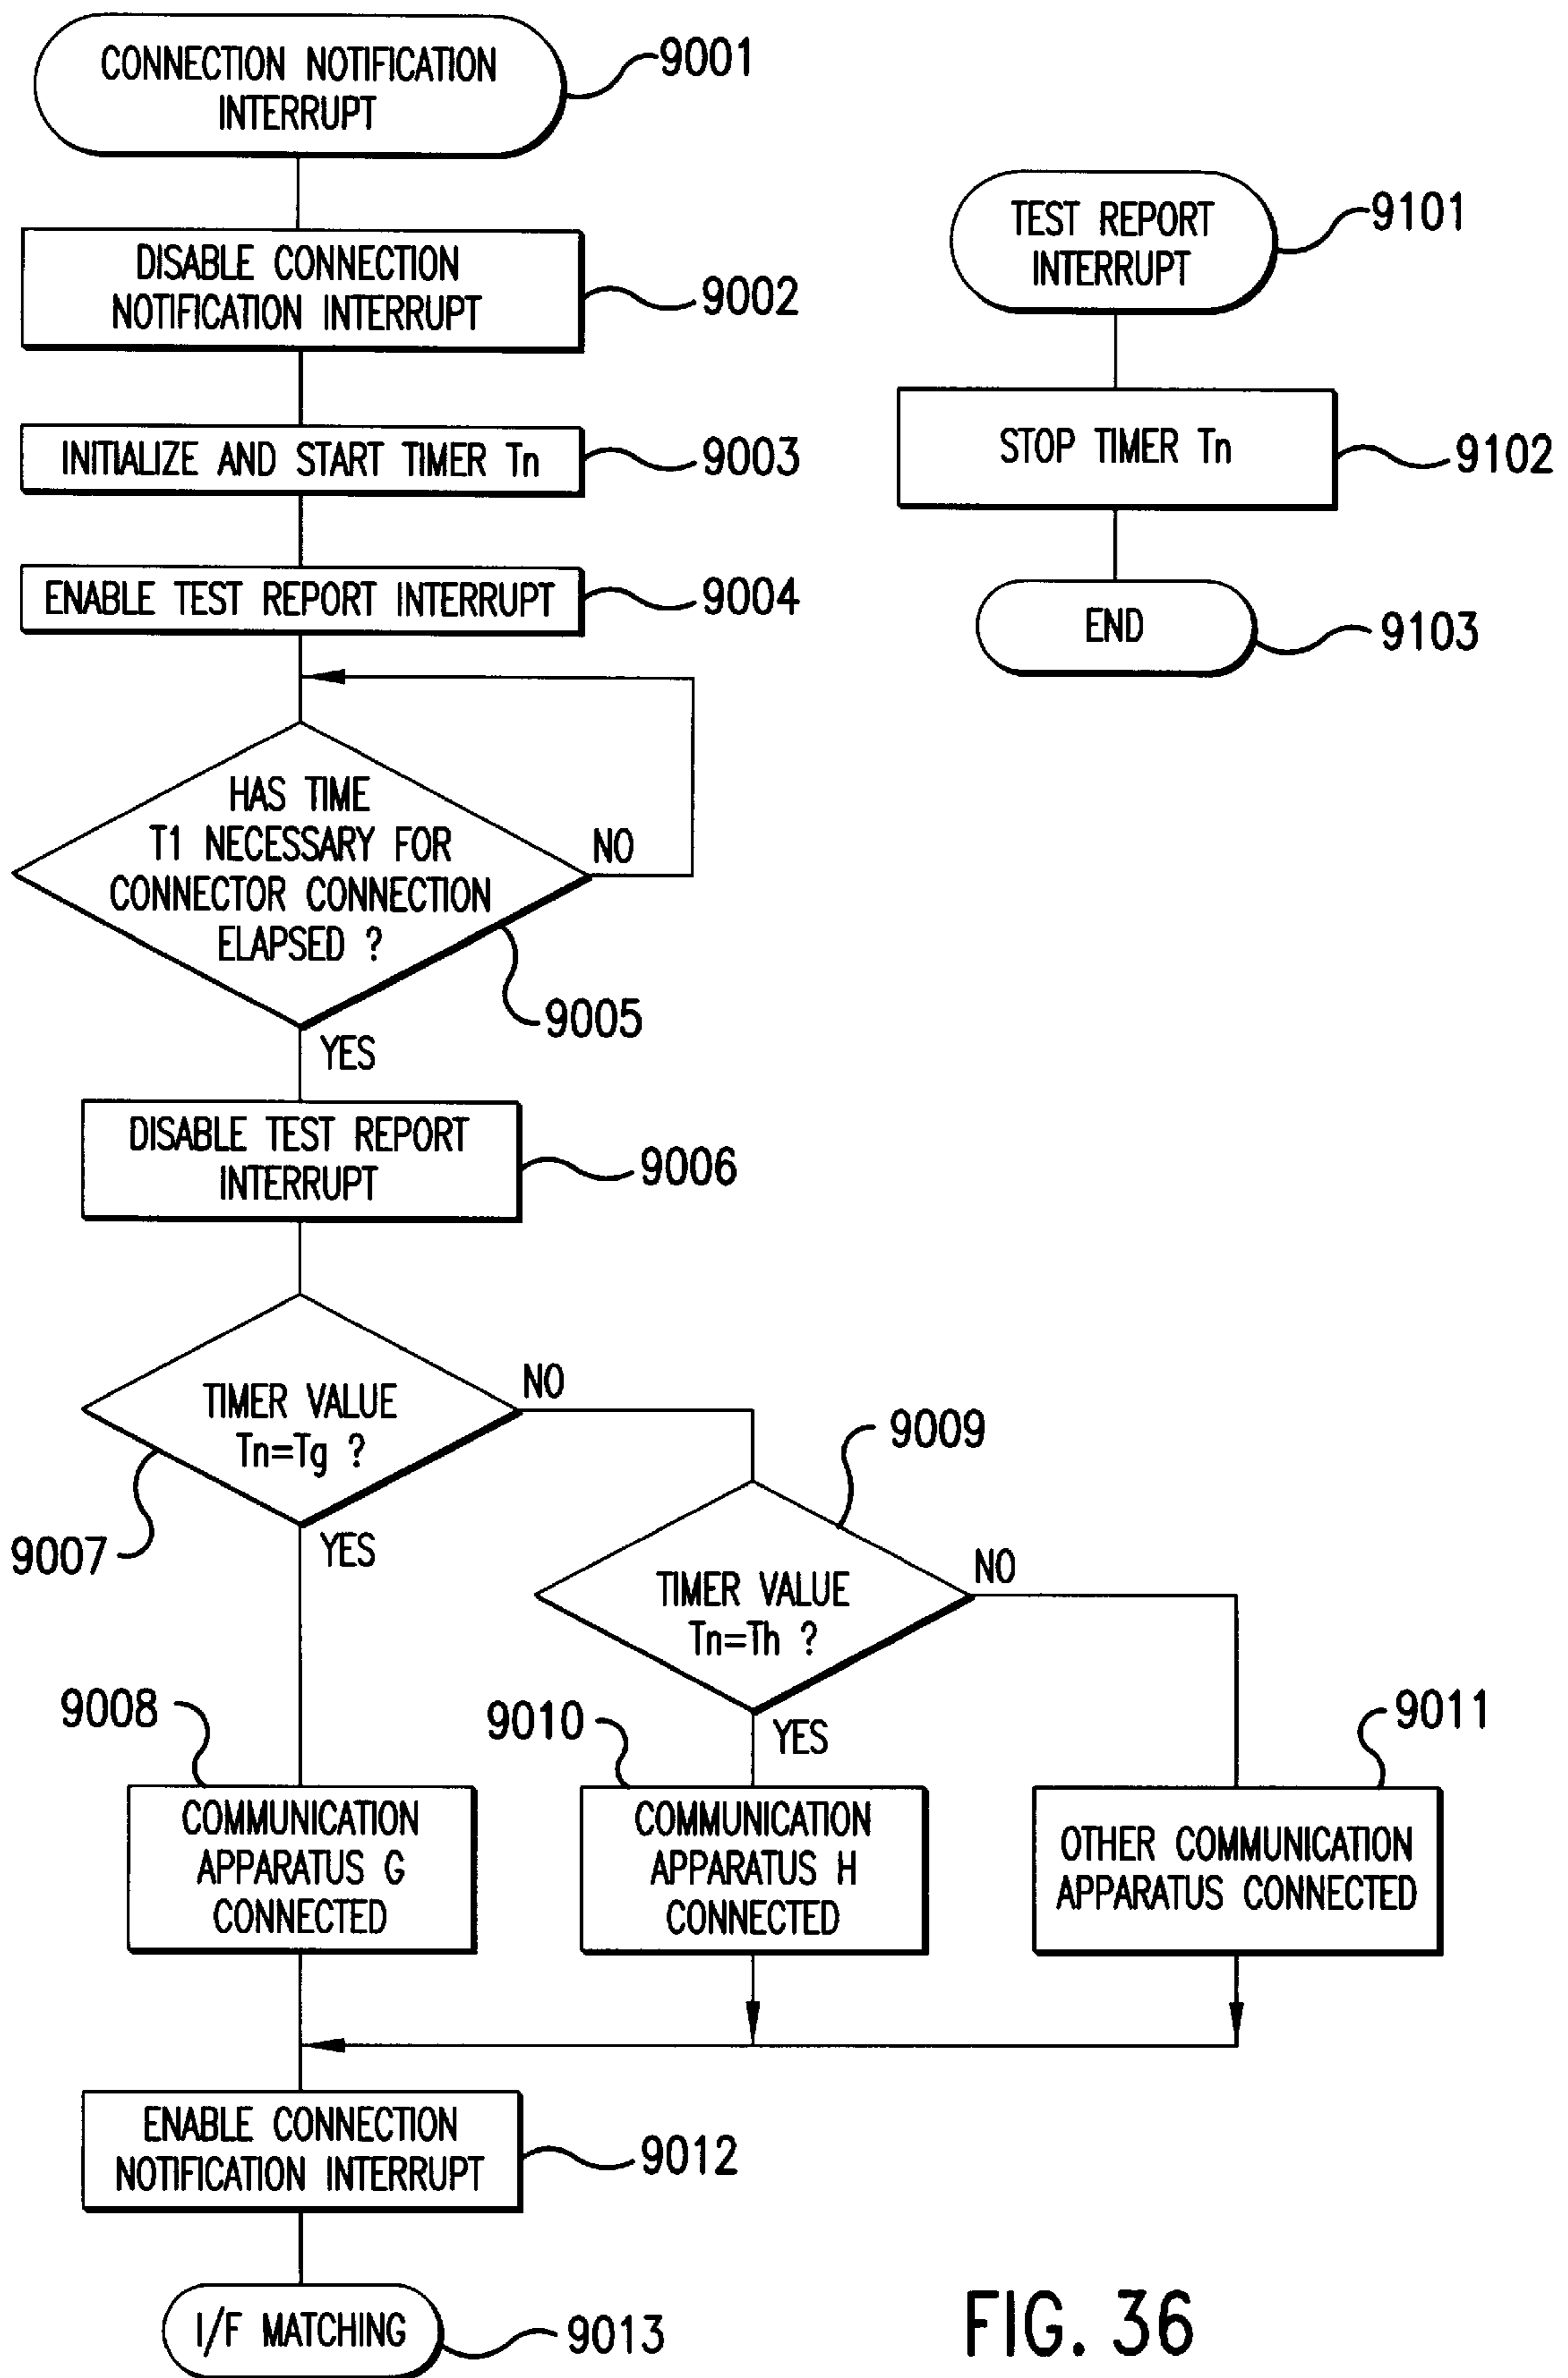 CONNECTION NOTIFICATION
INTERRUPT
9001
DISABLE CONNECTION
NOTIFICATION INTERRUPT
9002
INITIALIZE AND START TIMER Tn
9003
ENABLE TEST REPORT INTERRUPT
9004
HAS TIME
T1 NECESSARY FOR
CONNECTOR CONNECTION
ELAPSED ?
NO
9005
YES
DISABLE TEST REPORT
INTERRUPT
9006
TIMER VALUE
Tn=Tg ?
NO
9007
YES
9009
TIMER VALUE
Tn=Th ?
NO
YES
9008
COMMUNICATION
APPARATUS G
CONNECTED
9010
COMMUNICATION
APPARATUS H
CONNECTED
9011
OTHER COMMUNICATION
APPARATUS CONNECTED
ENABLE CONNECTION
NOTIFICATION INTERRUPT
9012
I/F MATCHING
9013
TEST REPORT
INTERRUPT
9101
STOP TIMER Tn
9102
END
9103
FIG. 36